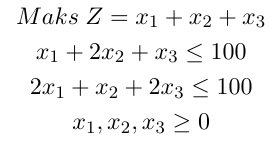 Maks Z = x₁ + x₂ + x₃
x₁ + 2x₂ + x₃ ≤ 100
2x₁ + x₂ + 2x₃ ≤ 100
x₁, x₂, x₃ ≥ 0